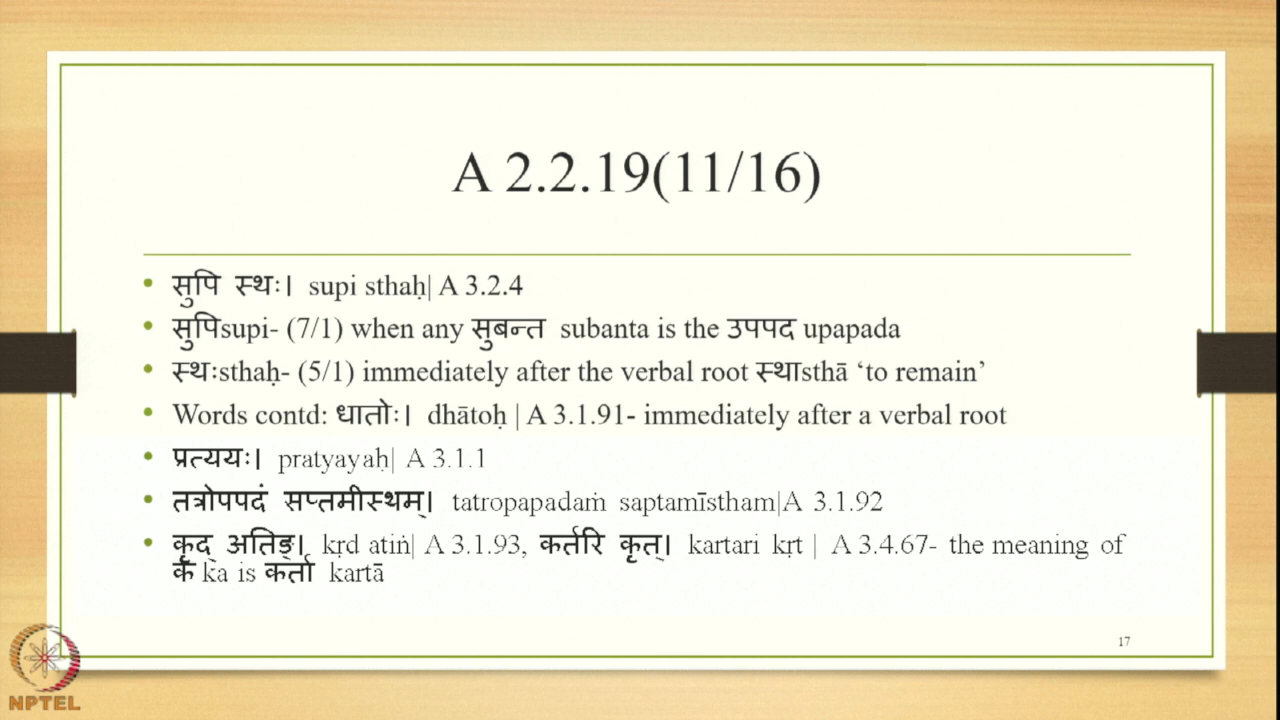 A 2.2.19(11/16)
• सुपि स्थः। supi sthaḥ| A 3.2.4
• सुपिsupi- (7/1) when any सुबन्त subanta is the उपपद upapada
• स्थःsthaḥ- (5/1) immediately after the verbal root स्थाsthā ‘to remain’
• Words contd: धातोः। dhātoḥ | A 3.1.91- immediately after a verbal root
• प्रत्ययः। pratyayaḥ| A 3.1.1
• तत्रोपपदं सप्तमीस्थम्। tatropapadaṁ saptamīstham|A 3.1.92
• कृद् अतिङ्। kṛd atiṅ| A 3.1.93, कर्तरि कृत्। kartari kṛt | A 3.4.67- the meaning of
क ka is कर्ता kartā
17
NPTEL